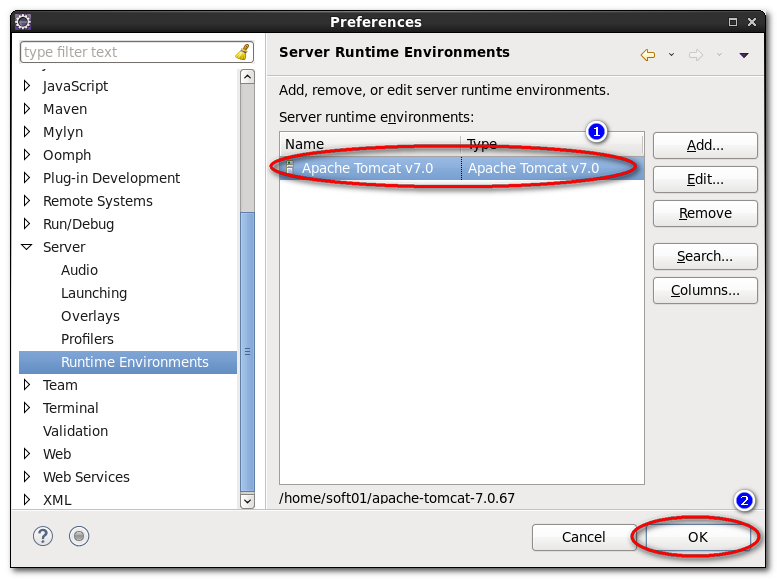 Preferences
type filter text
JavaScript
Maven
Mylyn
Oomph
Plug-in Development
Remote Systems
Run/Debug
Server
Audio
Launching
Overlays
Profilers
Runtime Environments
Team
Terminal
Validation
Web
Web Services
XML
Server Runtime Environments
Add, remove, or edit server runtime environments.
Server runtime environments:
1
Name Type
Apache Tomcat v7.0 Apache Tomcat v7.0
Add...
Edit...
Remove
Search...
Columns...
/home/soft01/apache-tomcat-7.0.67
2
?
Cancel
OK